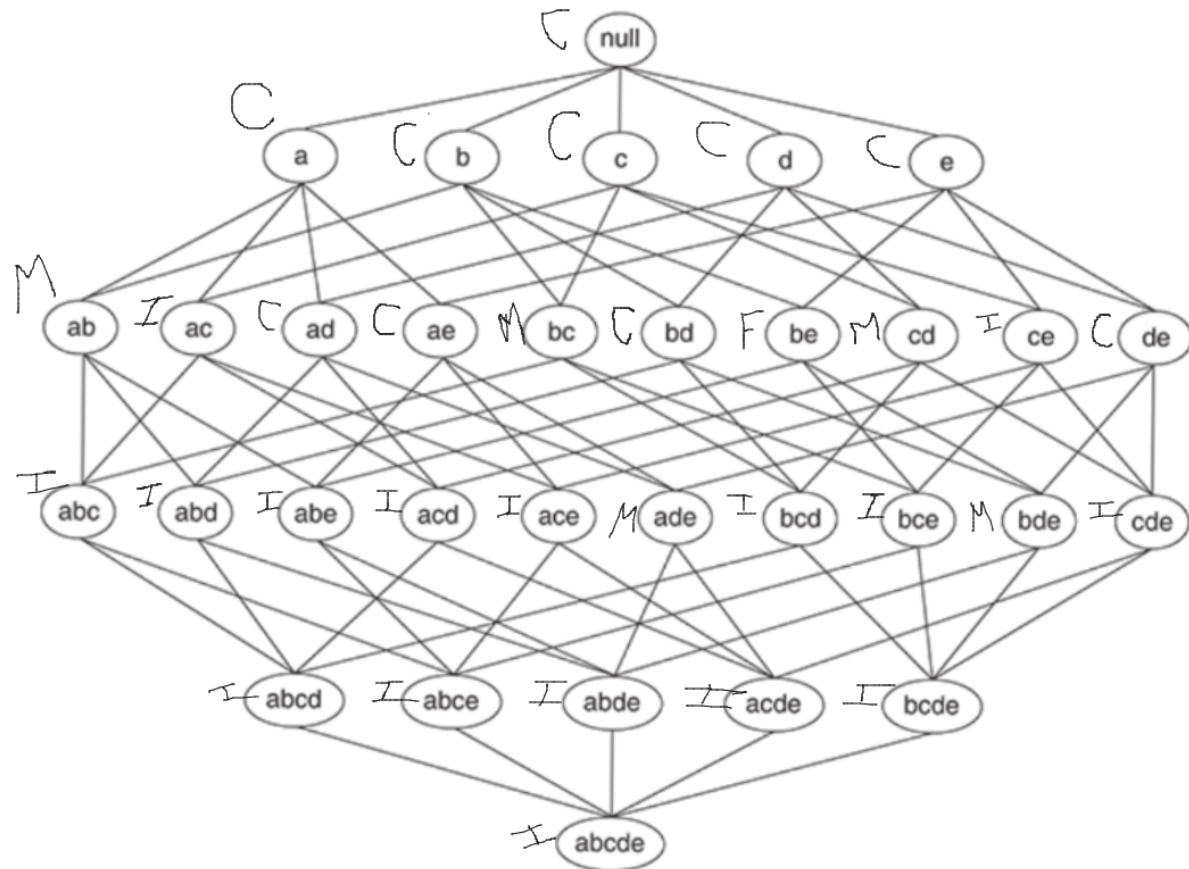 C null
C a C b C c C d C e
M ab I ac C ad C ae M bc C bd F be M cd I ce C de
I abc I abd I abe I acd I ace M ade I bcd I bce M bde I cde
I abcd I abce I abde I acde I bcde
I abcde